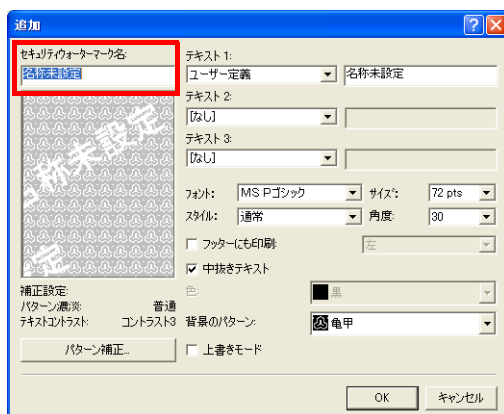 追加
セキュリティウォーターマーク名:
名称未設定
名称未設定
補正設定:
パターン濃淡: 普通
テキストコントラスト: コントラスト3
パターン補正...
テキスト1:
ユーザー定義 名称未設定
テキスト2:
[なし]
テキスト3:
[なし]
フォント: MS Pゴシック サイズ: 72 pts
スタイル: 通常 角度: 30
フッターにも印刷: 左
中抜きテキスト
色: 黒
背景のパターン: 亀甲
上書きモード
OK キャンセル